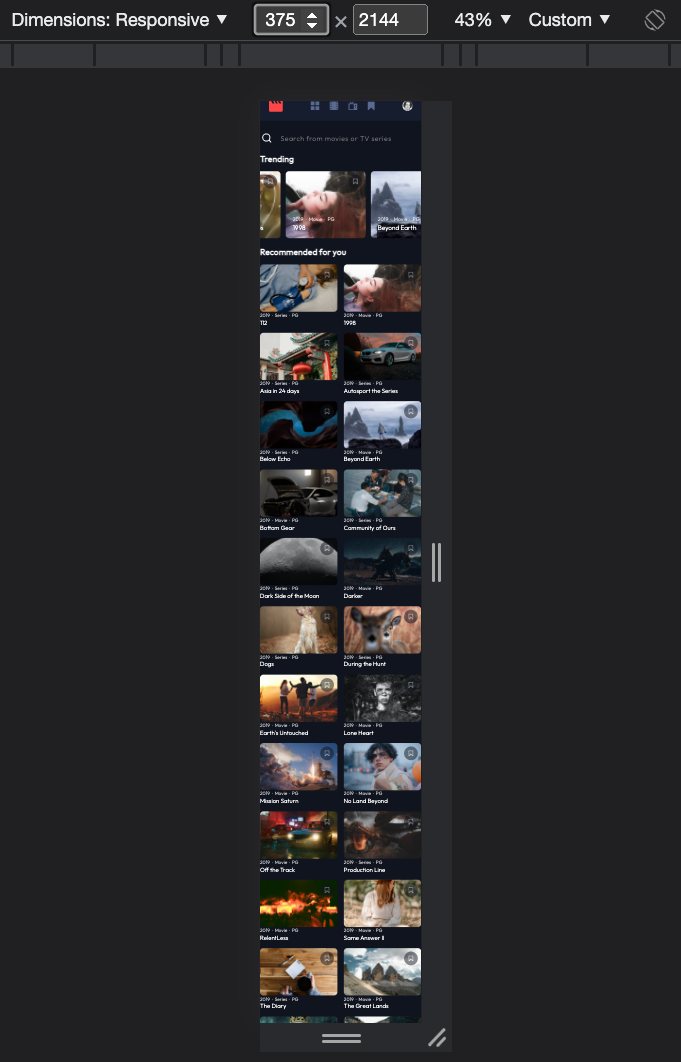 Dimensions: Responsive ▼ 375 × 2144 43% ▼ Custom ▼
Search from movies or TV series
Trending
2019 · Movie · PG 2019 · Movie · PG
s 1998 Beyond Earth
Recommended for you
2019 · Series · PG 2019 · Movie · PG
112 1998
2019 · Series · PG 2019 · Series · PG
Asia in 24 days Autosport the Series
2019 · Series · PG 2019 · Movie · PG
Below Echo Beyond Earth
2019 · Movie · PG 2019 · Series · PG
Bottom Gear Community of Ours
2019 · Series · PG 2019 · Movie · PG
Dark Side of the Moon Darker
2019 · Series · PG 2019 · Series · PG
Dogs During the Hunt
2019 · Movie · PG 2019 · Movie · PG
Earth's Untouched Lone Heart
2019 · Movie · PG 2019 · Movie · PG
Mission Saturn No Land Beyond
2019 · Movie · PG 2019 · Series · PG
Off the Track Production Line
2019 · Movie · PG 2019 · Movie · PG
RelentLess Same Answer II
2019 · Series · PG 2019 · Movie · PG
The Diary The Great Lands